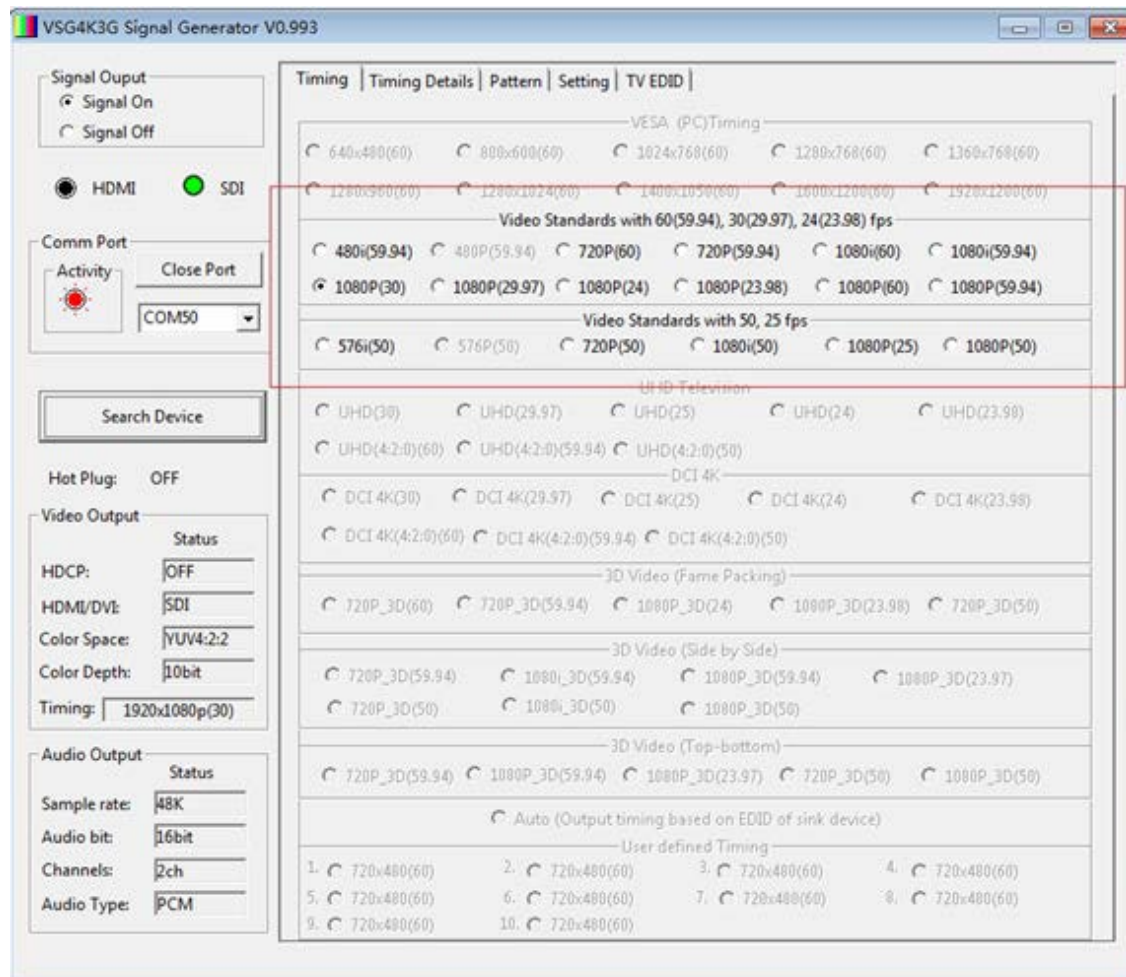 VSG4K3G Signal Generator V0.993
Signal Ouput
Signal On
Signal Off
HDMI SDI
Comm Port
Activity
Close Port
COM50
Search Device
Hot Plug: OFF
Video Output
Status
HDCP: OFF
HDMI/DVI: SDI
Color Space: YUV4:2:2
Color Depth: 10bit
Timing: 1920x1080p(30)
Audio Output
Status
Sample rate: 48K
Audio bit: 16bit
Channels: 2ch
Audio Type: PCM
Timing Timing Details Pattern Setting TV EDID
VESA (PC)Timing
640x480(60) 800x600(60) 1024x768(60) 1280x768(60) 1360x768(60)
1280x960(60) 1280x1024(60) 1400x1050(60) 1600x1200(60) 1920x1200(60)
Video Standards with 60(59.94), 30(29.97), 24(23.98) fps
480i(59.94) 480P(59.94) 720P(60) 720P(59.94) 1080i(60) 1080i(59.94)
1080P(30) 1080P(29.97) 1080P(24) 1080P(23.98) 1080P(60) 1080P(59.94)
Video Standards with 50, 25 fps
576i(50) 576P(50) 720P(50) 1080i(50) 1080P(25) 1080P(50)
UHD Television
UHD(30) UHD(29.97) UHD(25) UHD(24) UHD(23.98)
UHD(4:2:0)(60) UHD(4:2:0)(59.94) UHD(4:2:0)(50)
DCI 4K
DCI 4K(30) DCI 4K(29.97) DCI 4K(25) DCI 4K(24) DCI 4K(23.98)
DCI 4K(4:2:0)(60) DCI 4K(4:2:0)(59.94) DCI 4K(4:2:0)(50)
3D Video (Fame Packing)
720P_3D(60) 720P_3D(59.94) 1080P_3D(24) 1080P_3D(23.98) 720P_3D(50)
3D Video (Side by Side)
720P_3D(59.94) 1080i_3D(59.94) 1080P_3D(59.94) 1080P_3D(23.97)
720P_3D(50) 1080i_3D(50) 1080P_3D(50)
3D Video (Top-bottom)
720P_3D(59.94) 1080P_3D(59.94) 1080P_3D(23.97) 720P_3D(50) 1080P_3D(50)
Auto (Output timing based on EDID of sink device)
User defined Timing
1. 720x480(60) 2. 720x480(60) 3. 720x480(60) 4. 720x480(60)
5. 720x480(60) 6. 720x480(60) 7. 720x480(60) 8. 720x480(60)
9. 720x480(60) 10. 720x480(60)